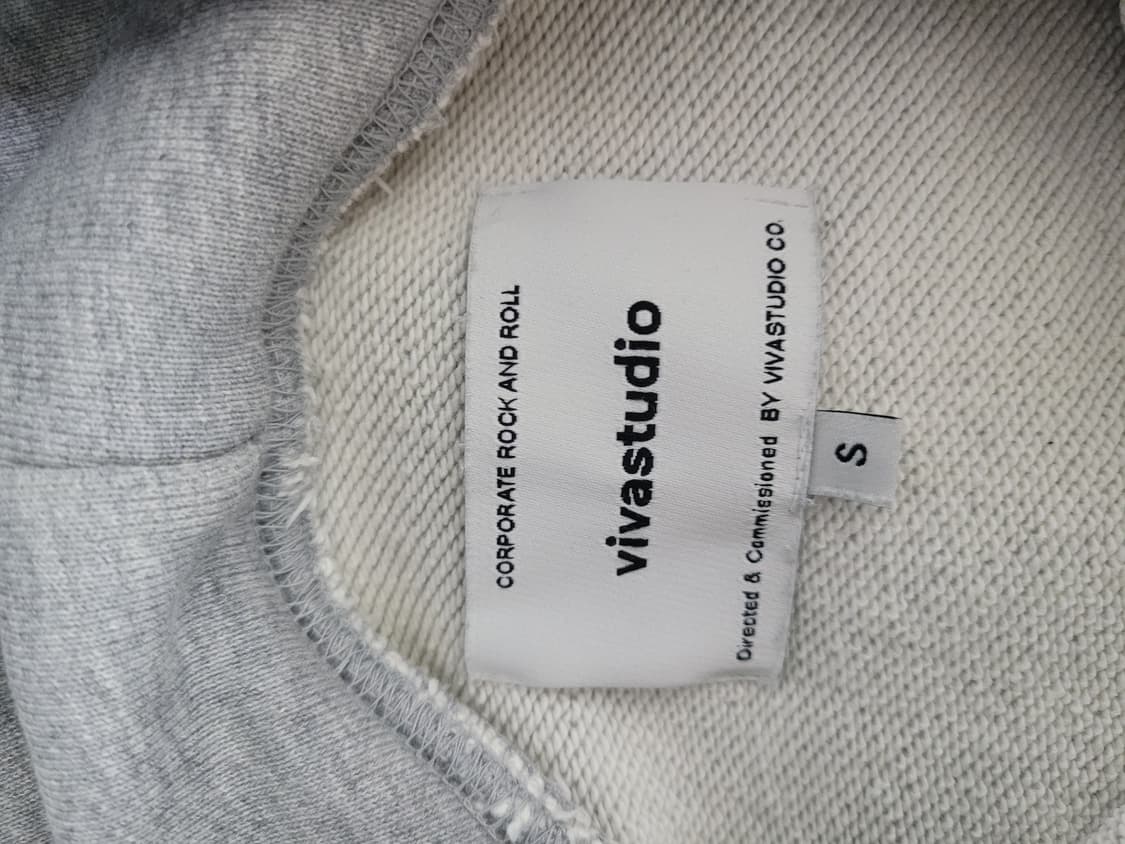 CORPORATE ROCK AND ROLL
vivastudio
Directed & Commissioned BY VIVASTUDIO CO.
S